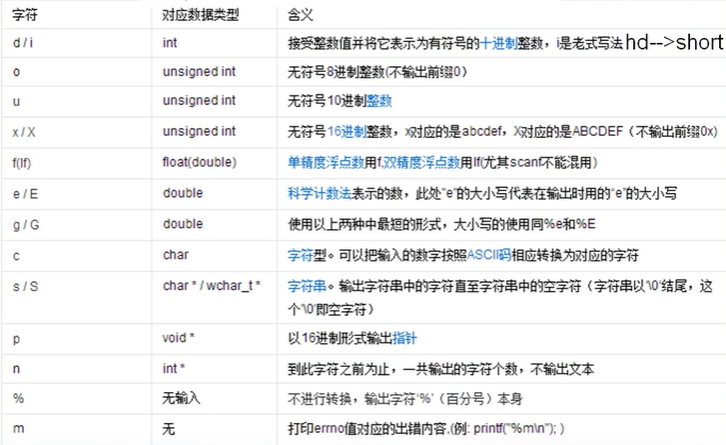 字符 对应数据类型 含义
d / i int 接受整数值并将它表示为有符号的十进制整数，i是老式写法 hd-->short
o unsigned int 无符号8进制整数(不输出前缀0）
u unsigned int 无符号10进制整数
x / X unsigned int 无符号16进制整数，x对应的是abcdef，X对应的是ABCDEF（不输出前缀0x)
f(lf) float(double) 单精度浮点数用f,双精度浮点数用lf(尤其scanf不能混用)
e / E double 科学计数法表示的数，此处"e"的大小写代表在输出时用的“e”的大小写
g / G double 使用以上两种中最短的形式，大小写的使用同%e和%E
c char 字符型。可以把输入的数字按照ASCII码相应转换为对应的字符
s / S char * / wchar_t * 字符串。输出字符串中的字符直至字符串中的空字符（字符串以'\0'结尾，这
个'\0'即空字符）
p void * 以16进制形式输出指针
n int * 到此字符之前为止，一共输出的字符个数，不输出文本
% 无输入 不进行转换，输出字符'%'（百分号）本身
m 无 打印errno值对应的出错内容,(例: printf("%m\n"); )